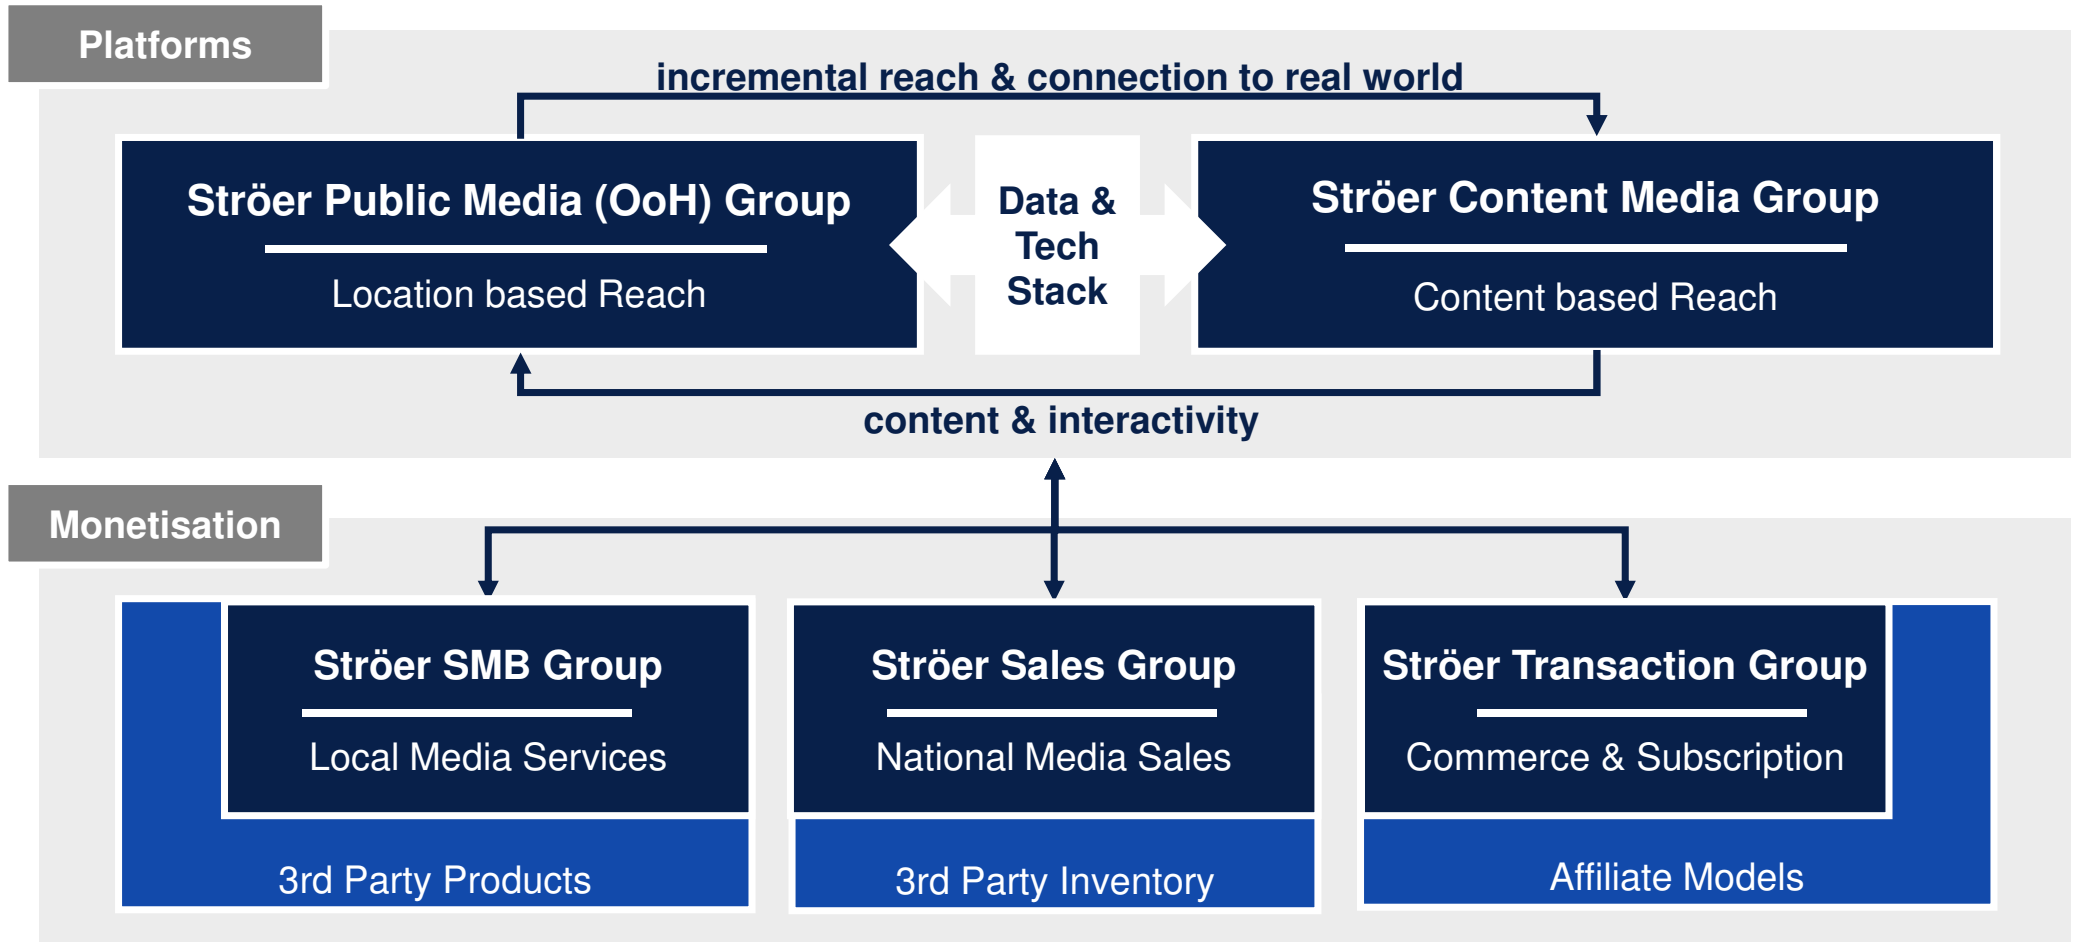 Platforms
incremental reach & connection to real world
Ströer Public Media (OoH) Group
Location based Reach
Data &
Tech
Stack
Ströer Content Media Group
Content based Reach
content & interactivity
Monetisation
Ströer SMB Group
Local Media Services
3rd Party Products
Ströer Sales Group
National Media Sales
3rd Party Inventory
Ströer Transaction Group
Commerce & Subscription
Affiliate Models